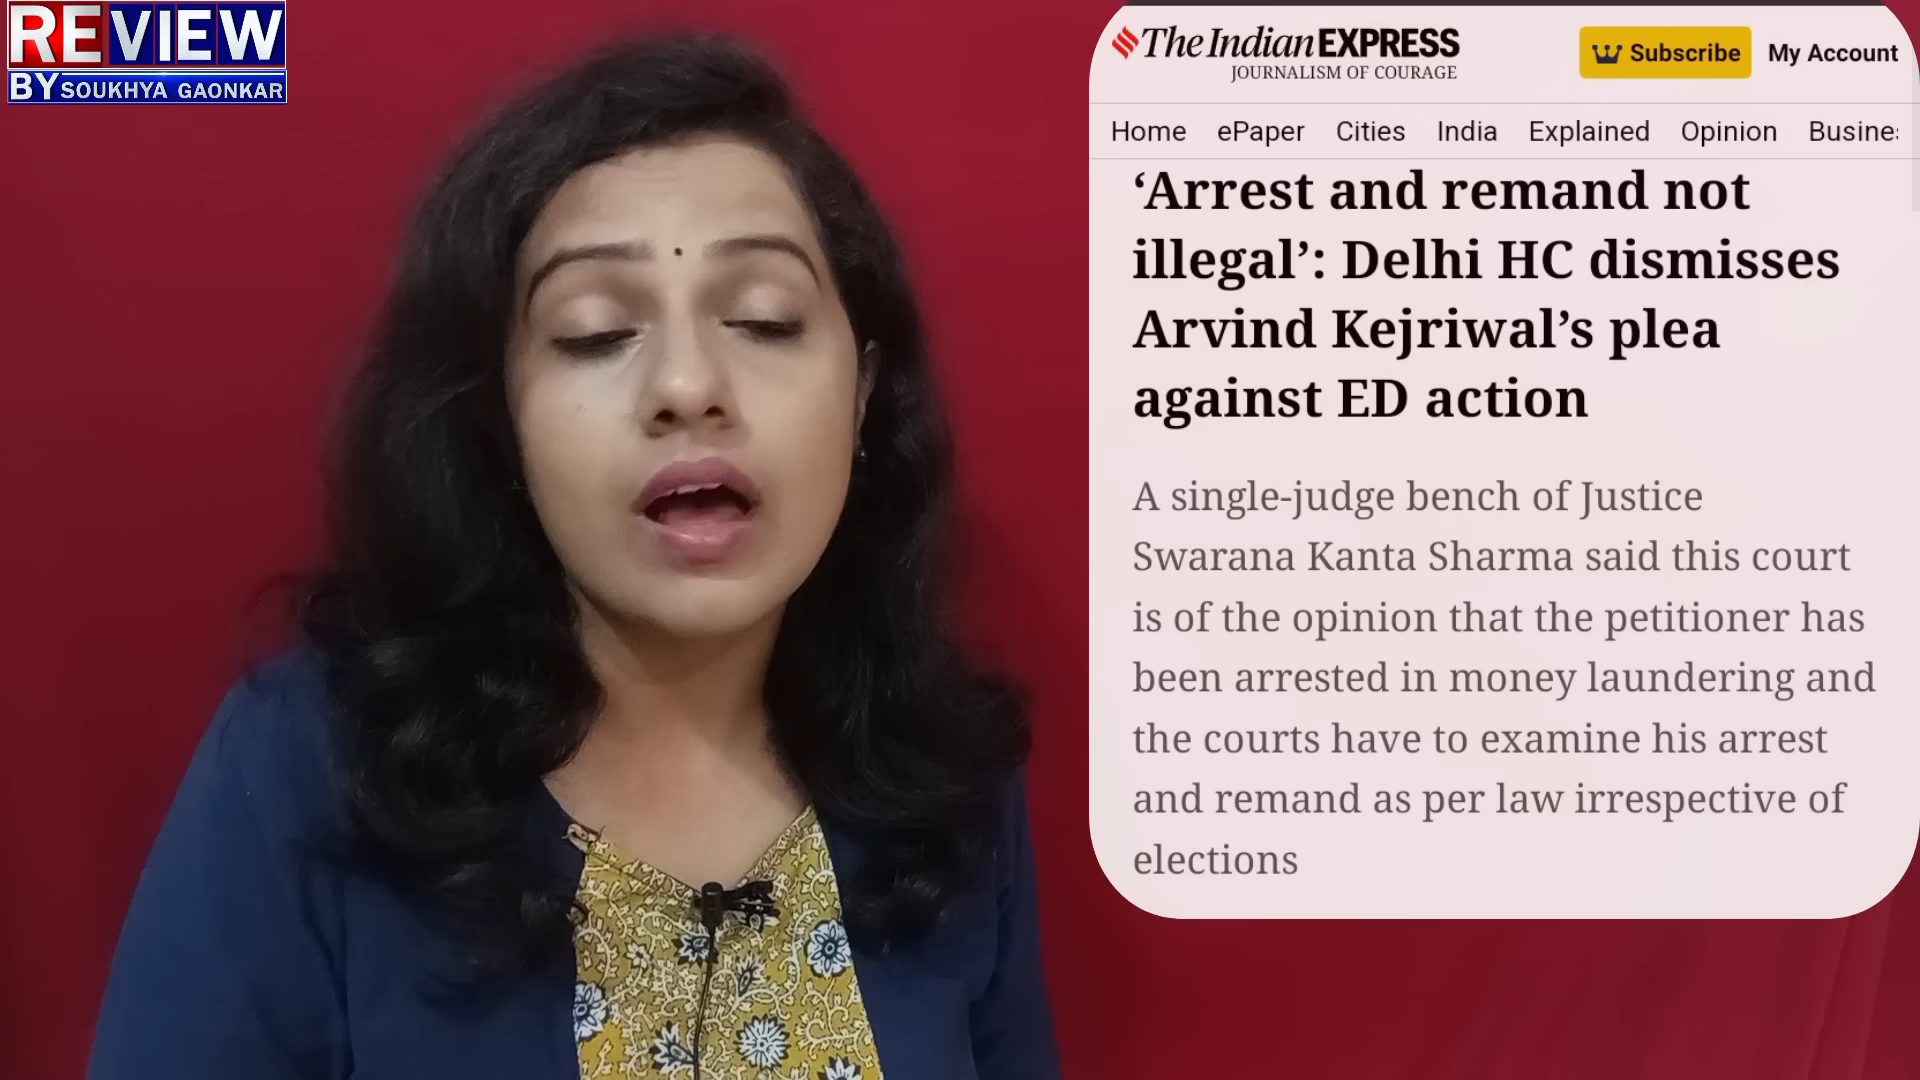 REVIEW
BY SOUKHYA GAONKAR
The Indian EXPRESS
JOURNALISM OF COURAGE
Subscribe
My Account
Home ePaper Cities India Explained Opinion Busines
‘Arrest and remand not
illegal’: Delhi HC dismisses
Arvind Kejriwal’s plea
against ED action
A single-judge bench of Justice
Swarana Kanta Sharma said this court
is of the opinion that the petitioner has
been arrested in money laundering and
the courts have to examine his arrest
and remand as per law irrespective of
elections